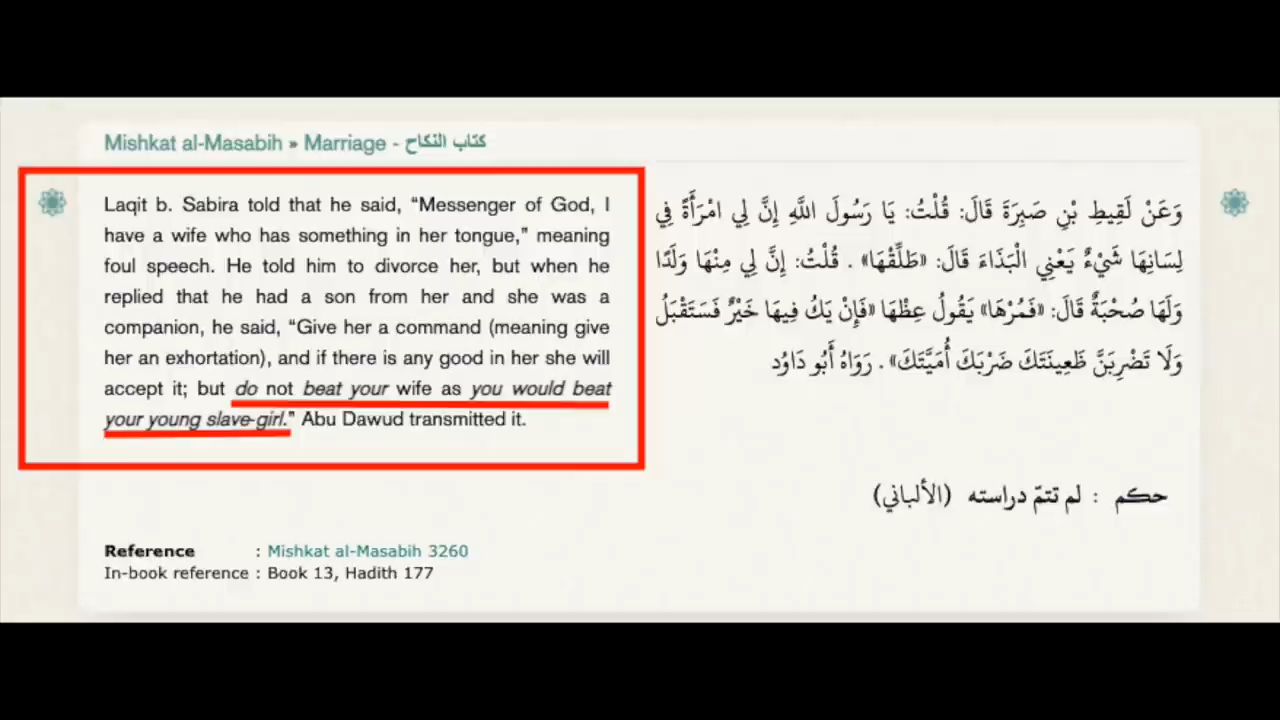 Mishkat al-Masabih » Marriage - كتاب النكاح
Laqit b. Sabira told that he said, “Messenger of God, I
have a wife who has something in her tongue,” meaning
foul speech. He told him to divorce her, but when he
replied that he had a son from her and she was a
companion, he said, “Give her a command (meaning give
her an exhortation), and if there is any good in her she will
accept it; but do not beat your wife as you would beat
your young slave-girl.” Abu Dawud transmitted it.
وَعَنْ لَقِيطِ بْنِ صَبِرَةَ قَالَ: قُلْتُ: يَا رَسُولَ اللَّهِ إِنَّ لِي امْرَأَةً فِي
لِسَانِهَا شَيْءٌ يَعْنِي الْبَذَاءَ قَالَ: «طَلِّقْهَا» . قُلْتُ: إِنَّ لِي مِنْهَا وَلَدًا
وَلَهَا صُحْبَةٌ قَالَ: «فَمُرْهَا» يَقُولُ عِظْهَا «فَإِنْ يَكُ فِيهَا خَيْرٌ فَسَتَقْبَلُ
وَلَا تَضْرِبَنَّ ظَعِينَتَكَ ضَرْبَكَ أُمَيَّتَكَ» . رَوَاهُ أَبُو دَاوُد
حكم : لم تتمّ دراسته (الألباني)
Reference : Mishkat al-Masabih 3260
In-book reference : Book 13, Hadith 177